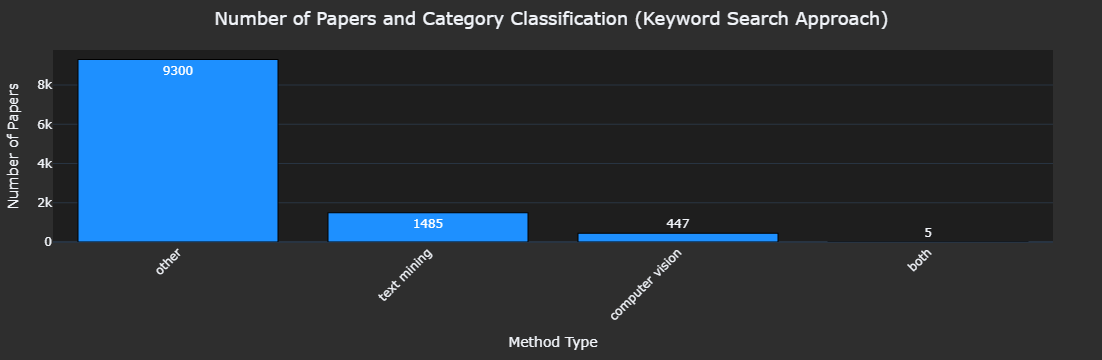 Number of Papers and Category Classification (Keyword Search Approach)
Number of Papers
8k
6k
4k
2k
0
9300
1485
447
5
other
text mining
computer vision
both
Method Type